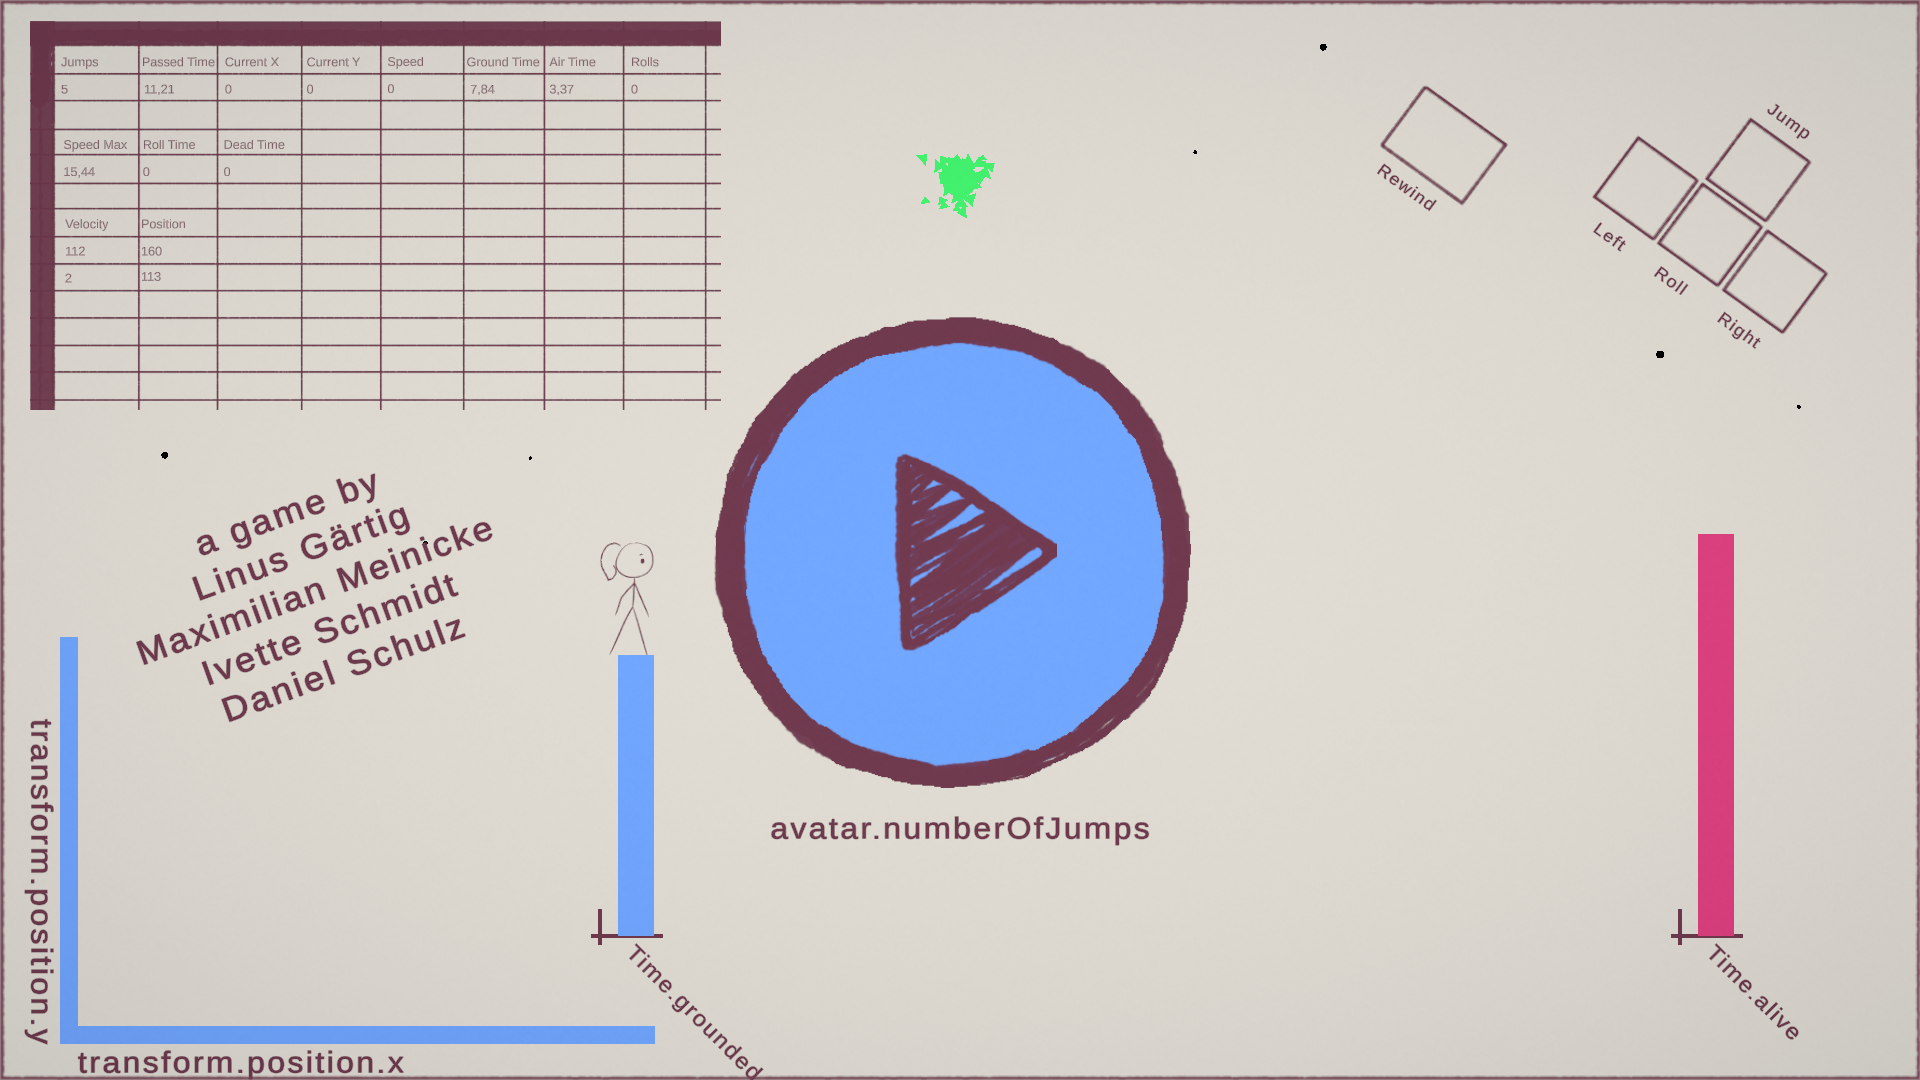 Jumps Passed Time Current X Current Y Speed Ground Time Air Time Rolls
5 11,21 0 0 0 7,84 3,37 0
Speed Max Roll Time Dead Time
15,44 0 0
Velocity Position
112 160
2 113
Rewind
Jump
Left
Roll
Right
a game by
Linus Gärtig
Maximilian Meinicke
Ivette Schmidt
Daniel Schulz
avatar.numberOfJumps
transform.position.y
transform.position.x
Time.grounded
Time.alive